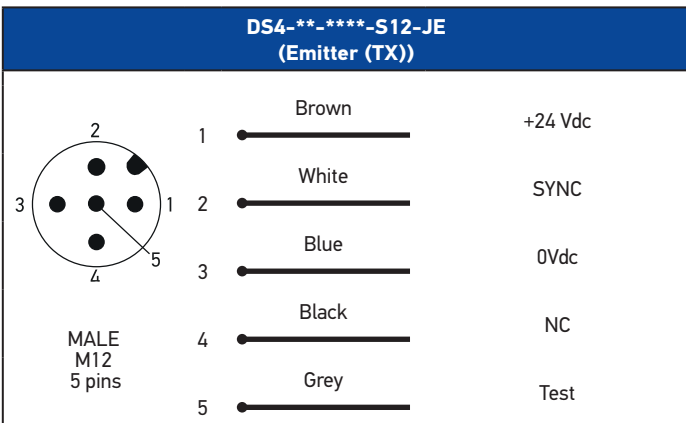 DS4-**-****-S12-JE
(Emitter (TX))
2
3
1
5
4
MALE
M12
5 pins
1 Brown +24 Vdc
2 White SYNC
3 Blue 0Vdc
4 Black NC
5 Grey Test